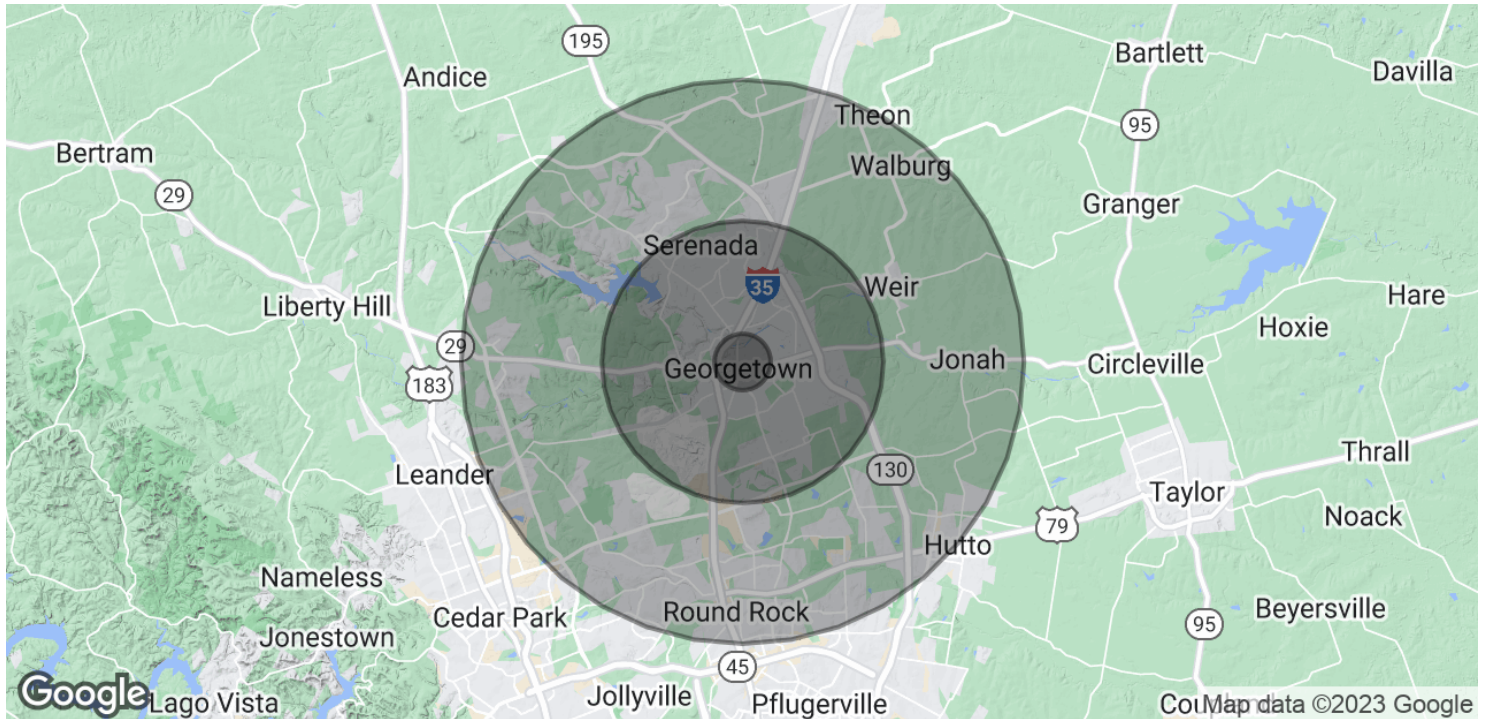 195
Andice
Bartlett
Davilla
Theon
95
Bertram
Walburg
29
Granger
Serenada
35
Weir
Hare
Liberty Hill
Hoxie
29
Georgetown
Jonah
Circleville
183
Leander
130
Thrall
Taylor
79
Noack
Hutto
Nameless
Cedar Park
Round Rock
Beyersville
95
Jonestown
45
Google
Lago Vista
Jollyville
Pflugerville
Map data ©2023 Google